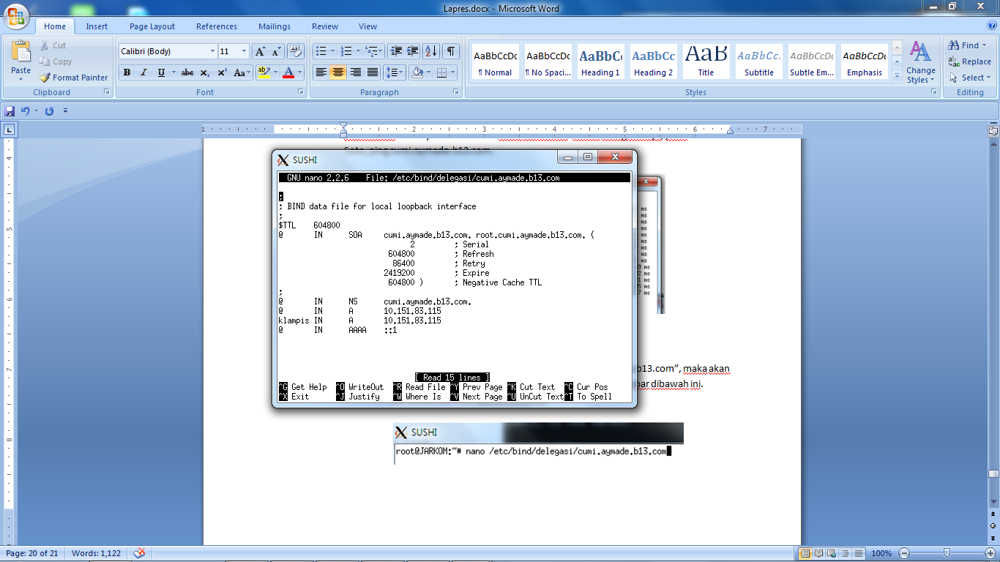 Lapres.docx - Microsoft Word
Home Insert Page Layout References Mailings Review View
Paste
Cut
Copy
Format Painter
Clipboard
Calibri (Body) 11
Font
Paragraph
AaBbCcDc AaBbCcDc AaBbC AaBbCc AaB AaBbCc. AaBbCcDc AaBbCcDc
¶ Normal ¶ No Spaci... Heading 1 Heading 2 Title Subtitle Subtle Em... Emphasis
Change Styles
Styles
Find
Replace
Select
Editing
1 1 2 3 4 5 6 7
SUSHI
GNU nano 2.2.6 File: /etc/bind/delegasi/cumi.aymade.b13.com
;
; BIND data file for local loopback interface
;
$TTL 604800
@ IN SOA cumi.aymade.b13.com. root.cumi.aymade.b13.com. (
2 ; Serial
604800 ; Refresh
86400 ; Retry
2419200 ; Expire
604800 ) ; Negative Cache TTL
;
@ IN NS cumi.aymade.b13.com.
@ IN A 10.151.83.115
klampis IN A 10.151.83.115
@ IN AAAA ::1
[ Read 15 lines ]
^G Get Help ^O WriteOut ^R Read File ^Y Prev Page ^K Cut Text ^C Cur Pos
^X Exit ^J Justify ^W Where Is ^V Next Page ^U UnCut Text ^T To Spell
b13.com”, maka akan
dibawah ini.
SUSHI
root@JARKOM:~# nano /etc/bind/delegasi/cumi.aymade.b13.com
Page: 20 of 21 Words: 1,122 100%